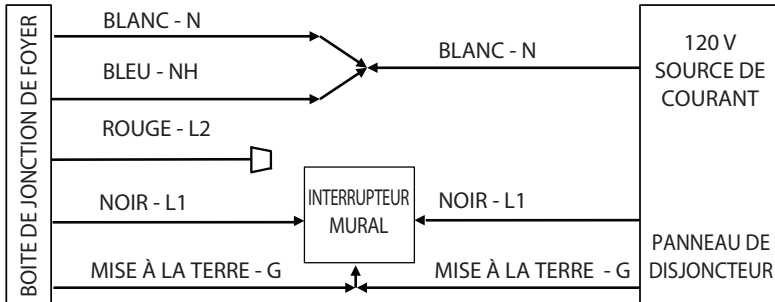 BOITE DE JONCTION DE FOYER
BLANC - N
BLEU - NH
ROUGE - L2
NOIR - L1
MISE À LA TERRE - G
INTERRUPTEUR
MURAL
BLANC - N
NOIR - L1
MISE À LA TERRE - G
120 V
SOURCE DE
COURANT
PANNEAU DE
DISJONCTEUR